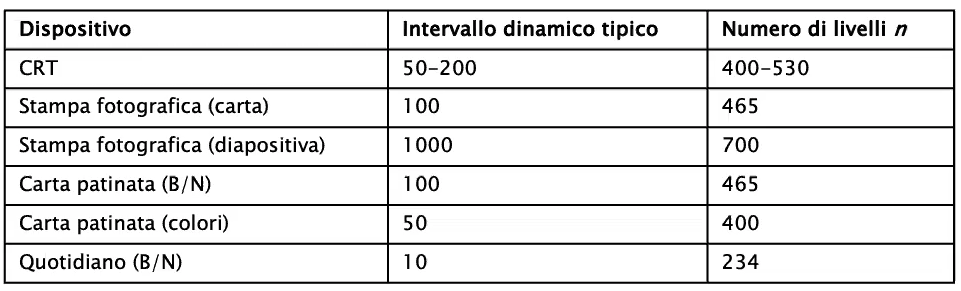 Dispositivo Intervallo dinamico tipico Numero di livelli n
CRT 50-200 400-530
Stampa fotografica (carta) 100 465
Stampa fotografica (diapositiva) 1000 700
Carta patinata (B/N) 100 465
Carta patinata (colori) 50 400
Quotidiano (B/N) 10 234